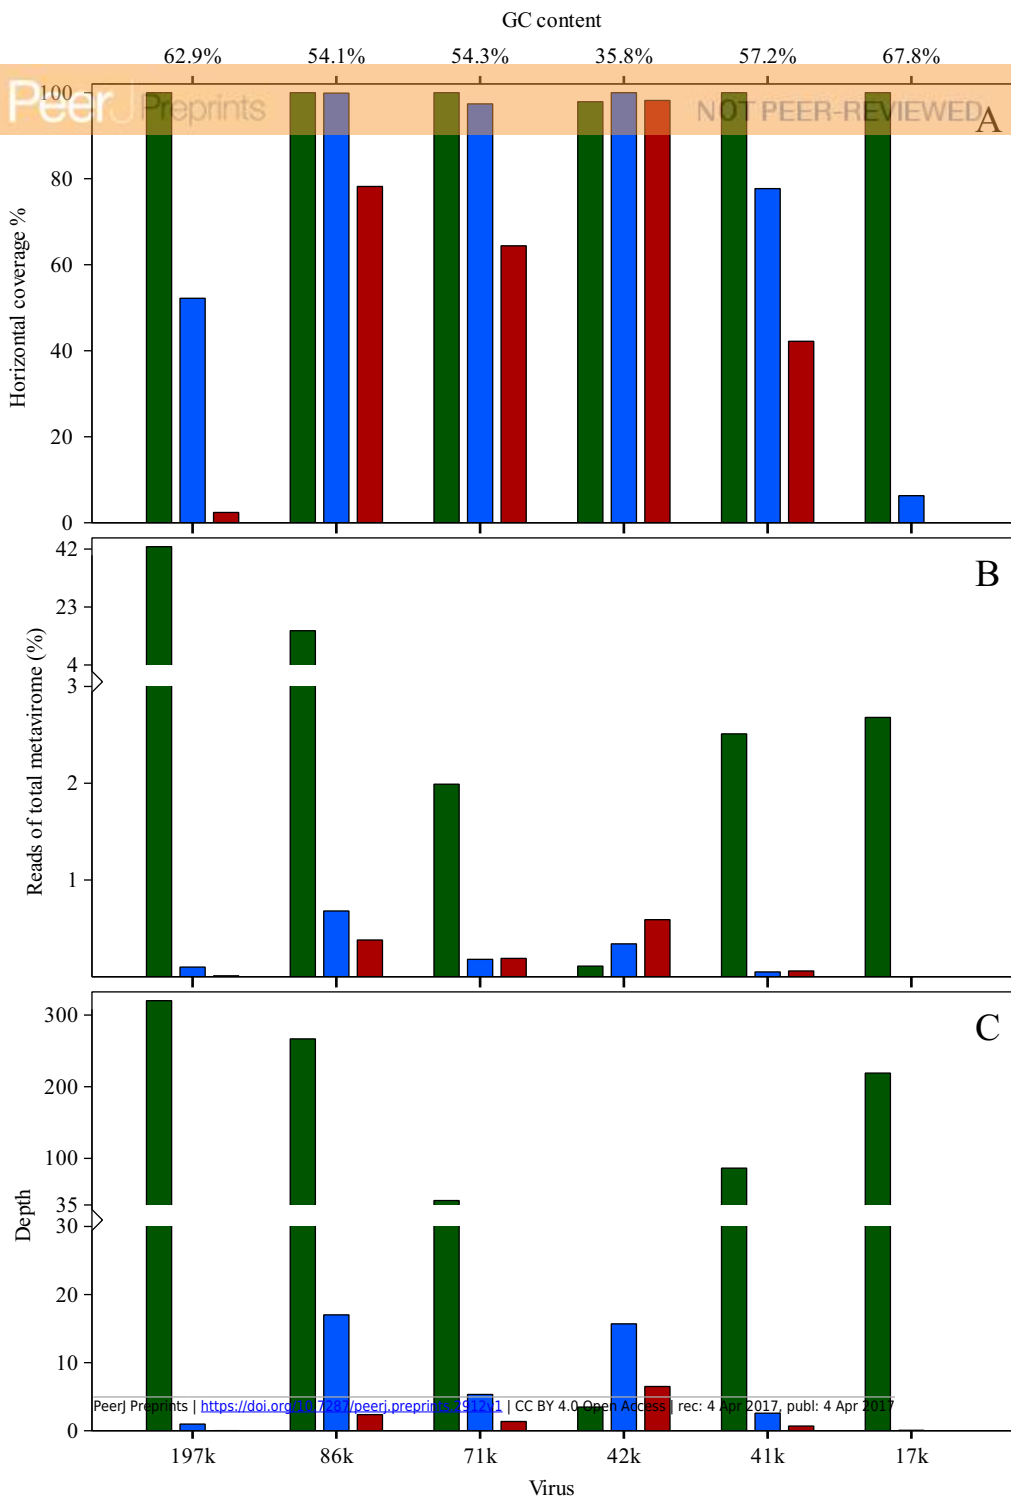 GC content
62.9% 54.1% 54.3% 35.8% 57.2% 67.8%
PeerJ Preprints NOT PEER-REVIEWED
A
Horizontal coverage %
100
80
60
40
20
0
B
Reads of total metavirome (%)
42
23
4
3
2
1
C
Depth
300
200
100
35
30
20
10
0
PeerJ Preprints | https://doi.org/10.7287/peerj.preprints.2912v1 | CC BY 4.0 Open Access | rec: 4 Apr 2017, publ: 4 Apr 2017
197k 86k 71k 42k 41k 17k
Virus